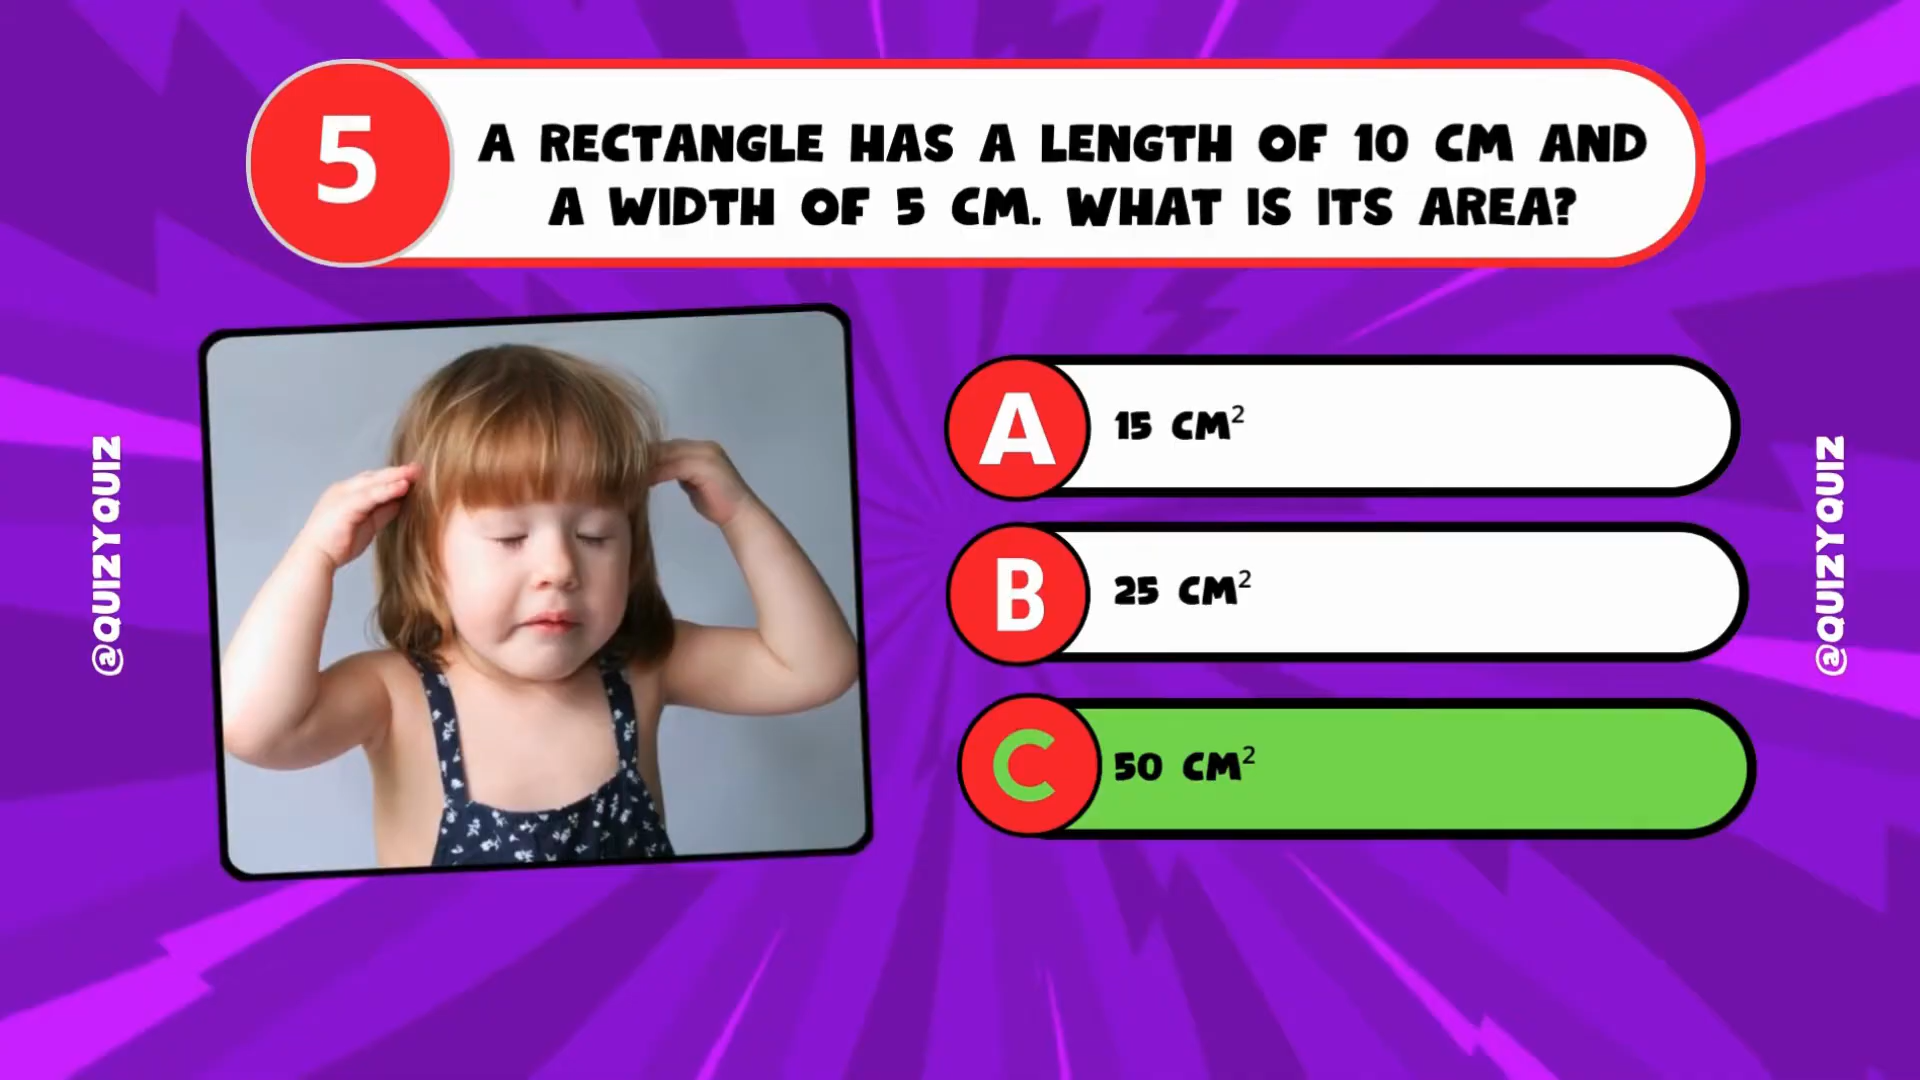 5
A RECTANGLE HAS A LENGTH OF 10 CM AND
A WIDTH OF 5 CM. WHAT IS ITS AREA?
@QUIZYQUIZ
A 15 CM²
B 25 CM²
C 50 CM²
@QUIZYQUIZ